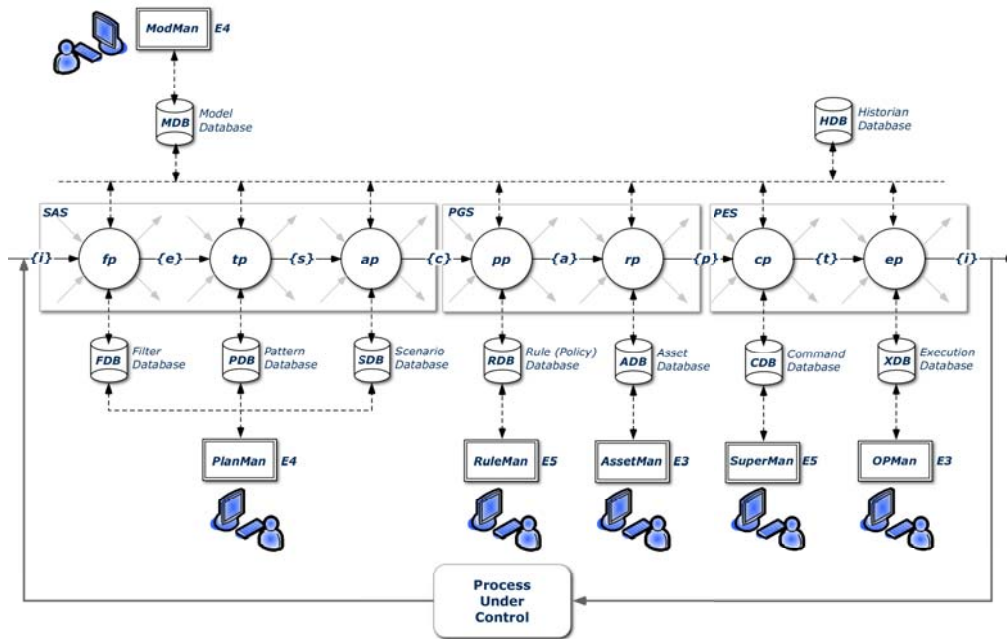 ModMan E4
MDB Model
Database
HDB Historian
Database
SAS
PGS
PES
{i} fp {e} tp {s} ap {c} pp {a} rp {p} cp {t} ep {i}
FDB Filter
Database
PDB Pattern
Database
SDB Scenario
Database
RDB Rule (Policy)
Database
ADB Asset
Database
CDB Command
Database
XDB Execution
Database
PlanMan E4
RuleMan E5
AssetMan E3
SuperMan E5
OPMan E3
Process
Under
Control